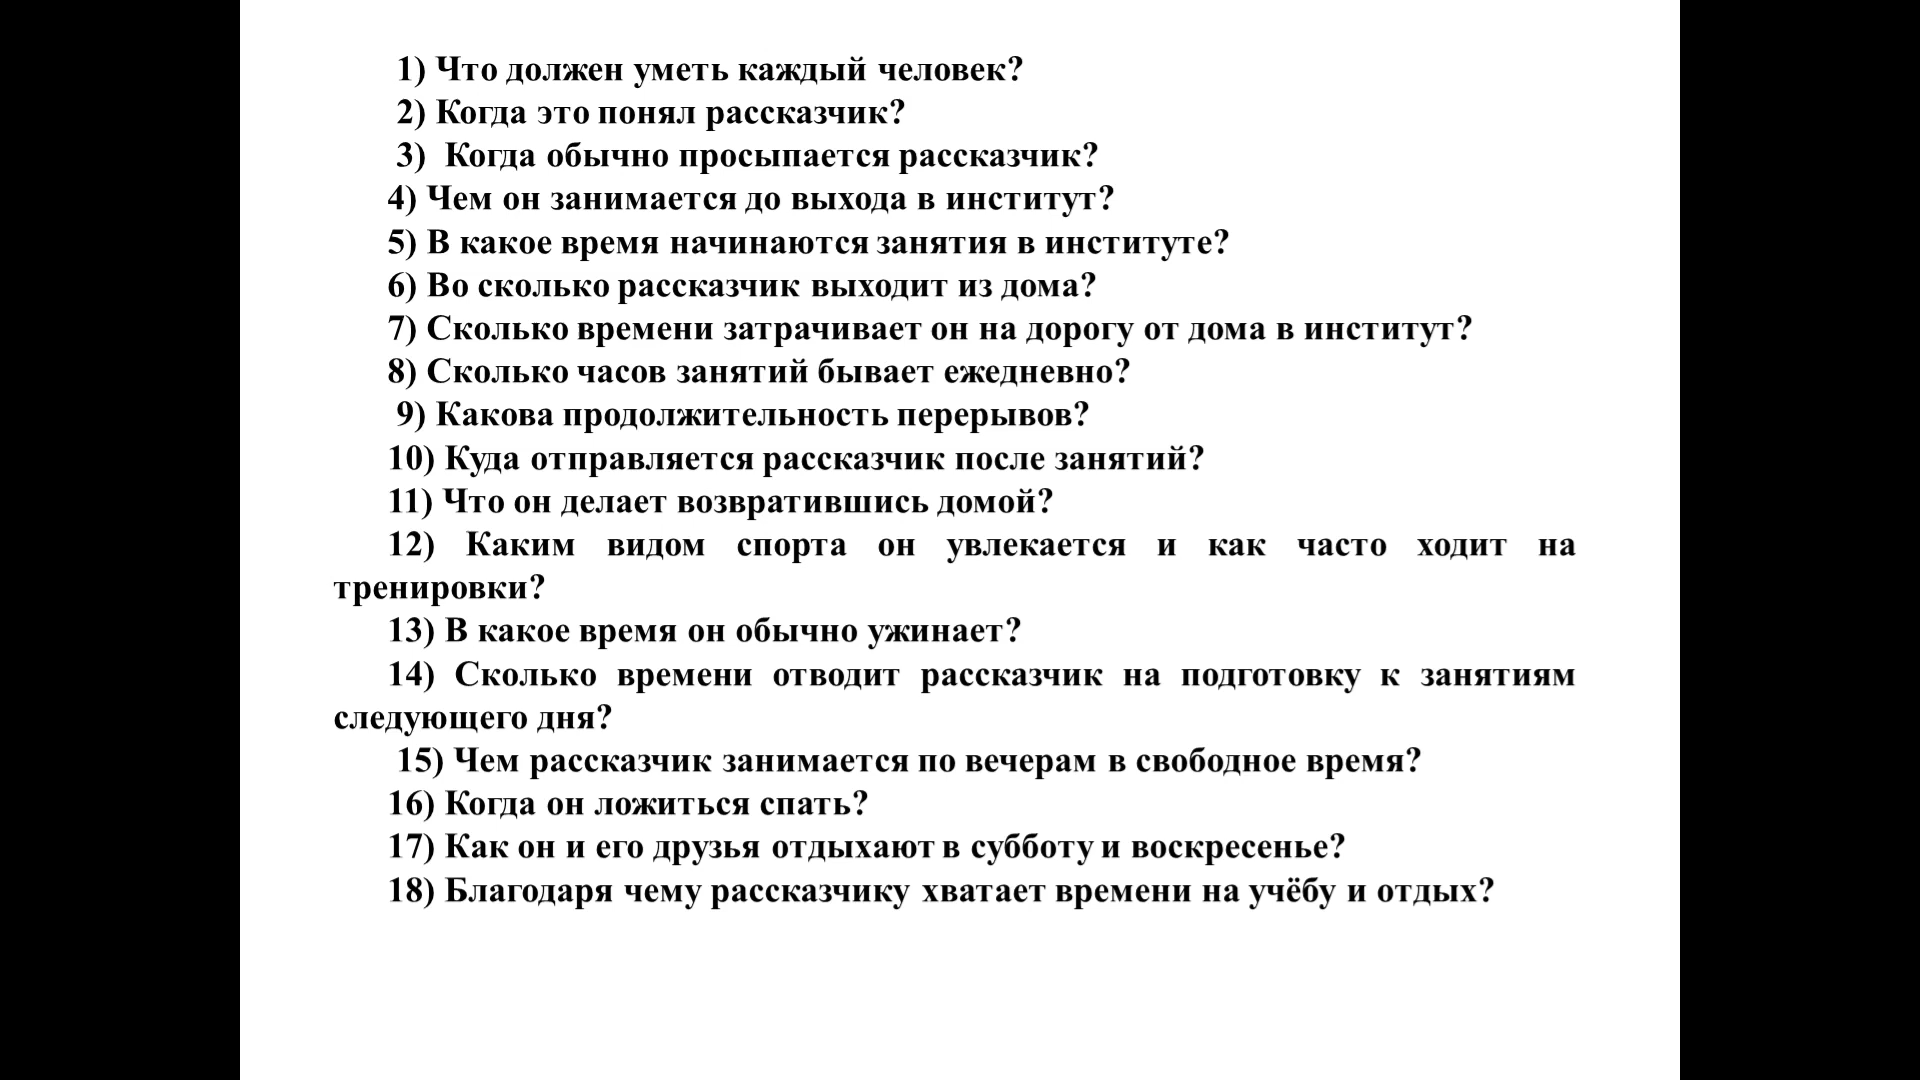 1) Что должен уметь каждый человек?
2) Когда это понял рассказчик?
3) Когда обычно просыпается рассказчик?
4) Чем он занимается до выхода в институт?
5) В какое время начинаются занятия в институте?
6) Во сколько рассказчик выходит из дома?
7) Сколько времени затрачивает он на дорогу от дома в институт?
8) Сколько часов занятий бывает ежедневно?
9) Какова продолжительность перерывов?
10) Куда отправляется рассказчик после занятий?
11) Что он делает возвратившись домой?
12) Каким видом спорта он увлекается и как часто ходит на
тренировки?
13) В какое время он обычно ужинает?
14) Сколько времени отводит рассказчик на подготовку к занятиям
следующего дня?
15) Чем рассказчик занимается по вечерам в свободное время?
16) Когда он ложиться спать?
17) Как он и его друзья отдыхают в субботу и воскресенье?
18) Благодаря чему рассказчику хватает времени на учёбу и отдых?